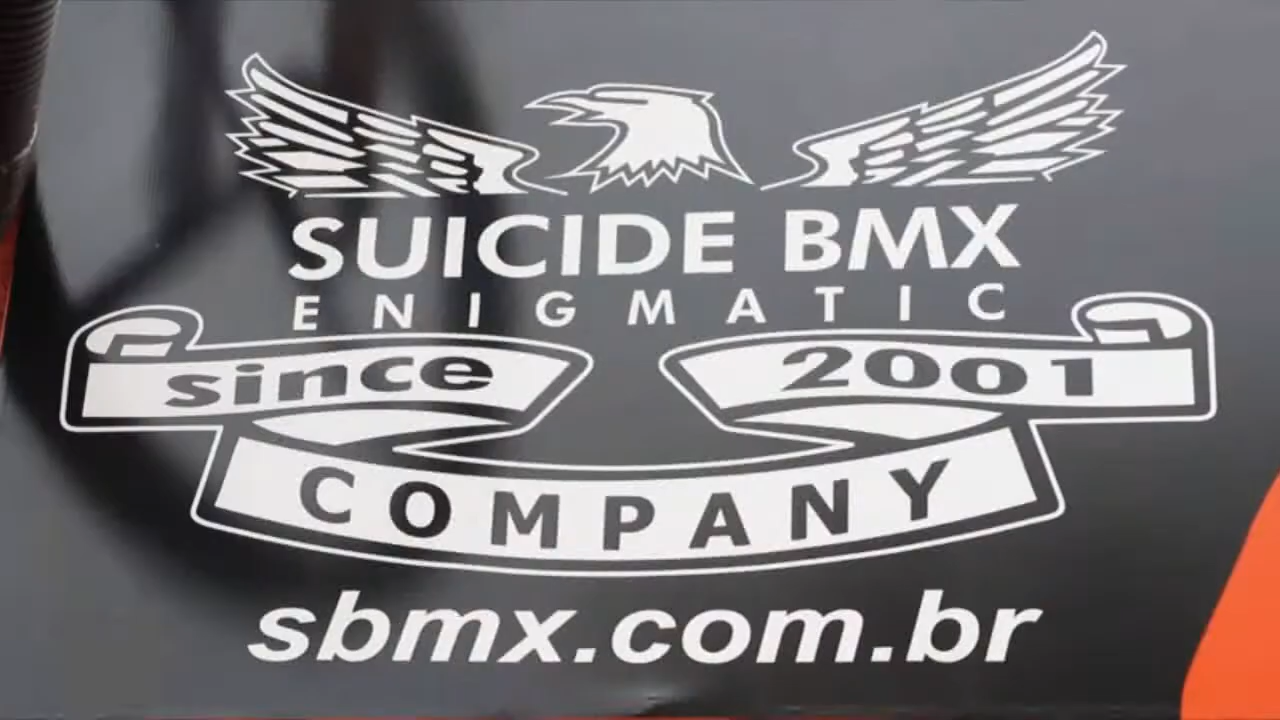 SUICIDE BMX
ENIGMATIC
since 2001
COMPANY
sbmx.com.br